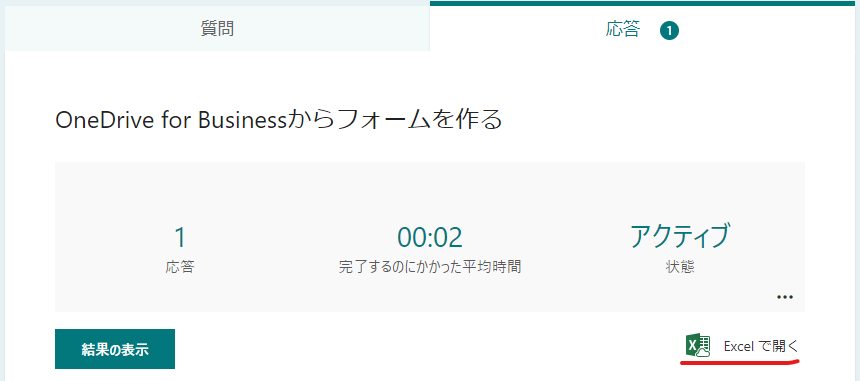 質問
応答 1
OneDrive for Businessからフォームを作る
1
応答
00:02
完了するのにかかった平均時間
アクティブ
状態
...
結果の表示
Excel で開く